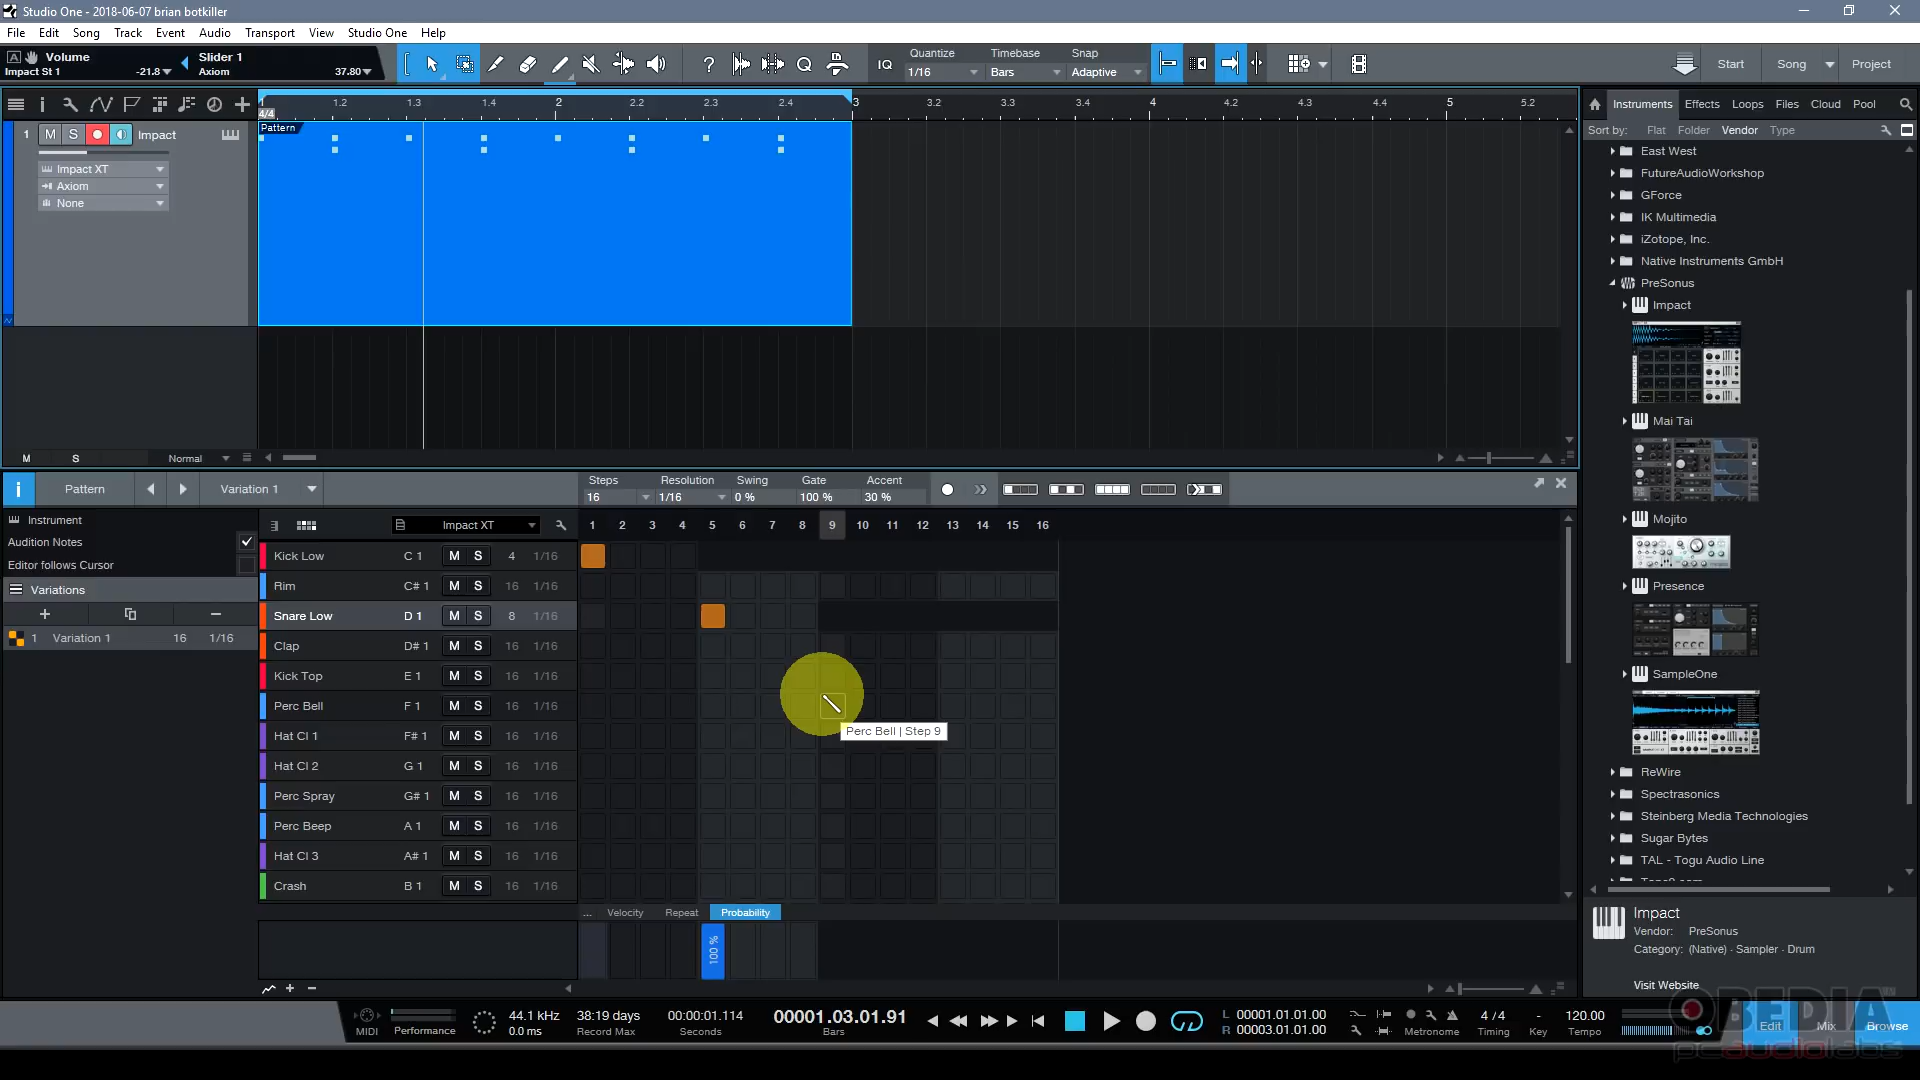 Studio One - 2018-06-07 brian botkiller
File Edit Song Track Event Audio Transport View Studio One Help
Volume Slider 1
Impact St 1 -21.8 Axiom 37.80
Quantize Timebase Snap
IQ 1/16 Bars Adaptive
Start Song Project
1.2 1.3 1.4 2 2.2 2.3 2.4 3 3.2 3.3 3.4 4 4.2 4.3 4.4 5 5.2
4/4
1 M S Impact
Pattern
Impact XT
Axiom
None
M S Normal
Instruments Effects Loops Files Cloud Pool
Sort by: Flat Folder Vendor Type
East West
FutureAudioWorkshop
GForce
IK Multimedia
iZotope, Inc.
Native Instruments GmbH
PreSonus
Impact
Mai Tai
Mojito
Presence
SampleOne
ReWire
Spectrasonics
Steinberg Media Technologies
Sugar Bytes
TAL - Togu Audio Line
Impact
Vendor: PreSonus
Category: (Native) - Sampler - Drum
Visit Website
i Pattern Variation 1
Steps Resolution Swing Gate Accent
16 1/16 0 % 100 % 30 %
Instrument
Audition Notes
Editor follows Cursor
Variations
+ −
1 Variation 1 16 1/16
Impact XT
1 2 3 4 5 6 7 8 9 10 11 12 13 14 15 16
Kick Low C 1 M S 4 1/16
Rim C# 1 M S 16 1/16
Snare Low D 1 M S 8 1/16
Clap D# 1 M S 16 1/16
Kick Top E 1 M S 16 1/16
Perc Bell F 1 M S 16 1/16
Perc Bell | Step 9
Hat Cl 1 F# 1 M S 16 1/16
Hat Cl 2 G 1 M S 16 1/16
Perc Spray G# 1 M S 16 1/16
Perc Beep A 1 M S 16 1/16
Hat Cl 3 A# 1 M S 16 1/16
Crash B 1 M S 16 1/16
... Velocity Repeat Probability
100 %
MIDI Performance
44.1 kHz 38:19 days 00:00:01.114 00001.03.01.91
0.0 ms Record Max Seconds Bars
L 00001.01.01.00
R 00003.01.01.00
Metronome
4 / 4 - 120.00
Timing Key Tempo
Edit Mix Browse
OBEDIA
pcaudiolabs